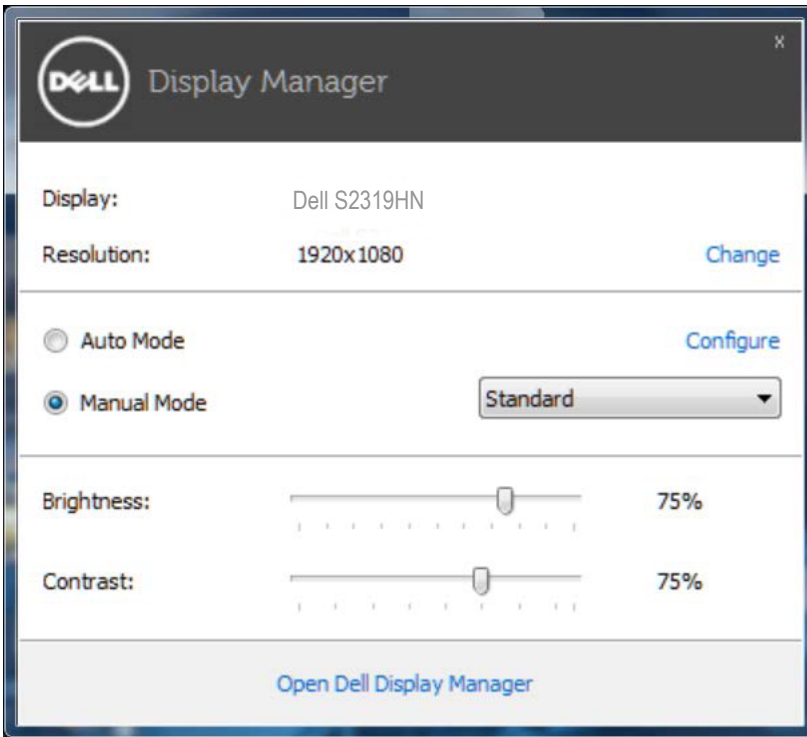 DELL Display Manager x
Display: Dell S2319HN
Resolution: 1920x1080 Change
Auto Mode Configure
Manual Mode Standard
Brightness: 75%
Contrast: 75%
Open Dell Display Manager